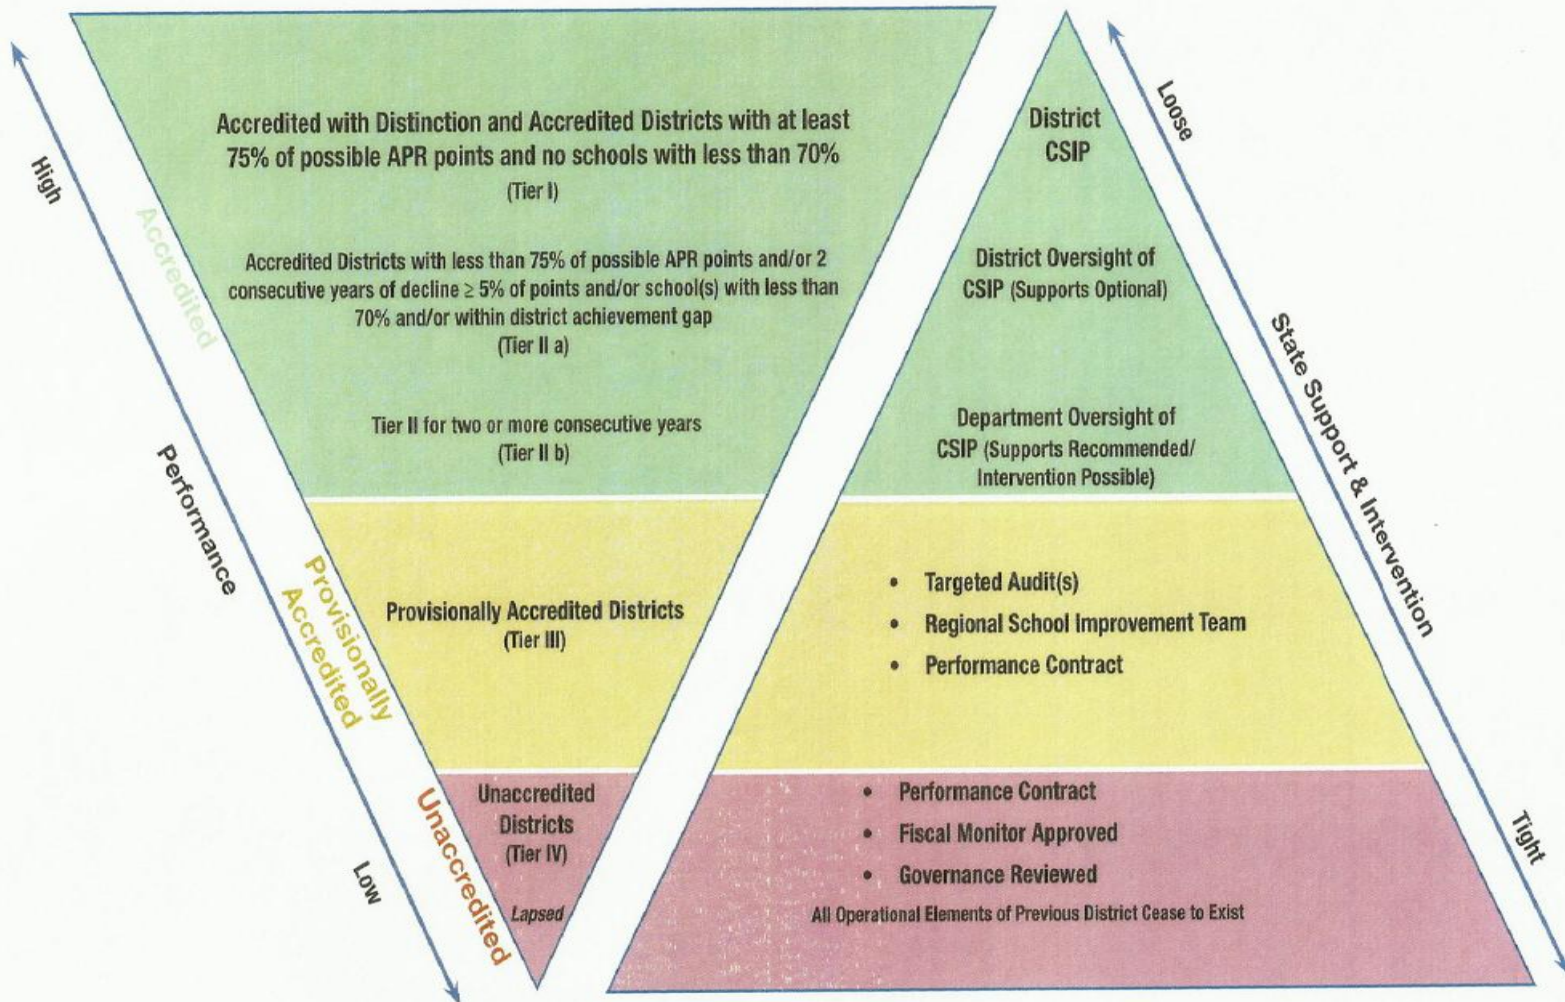 High
Performance
Low
Accredited
Provisionally
Accredited
Unaccredited
Accredited with Distinction and Accredited Districts with at least
75% of possible APR points and no schools with less than 70%
(Tier I)
Accredited Districts with less than 75% of possible APR points and/or 2
consecutive years of decline ≥ 5% of points and/or school(s) with less than
70% and/or within district achievement gap
(Tier II a)
Tier II for two or more consecutive years
(Tier II b)
Provisionally Accredited Districts
(Tier III)
Unaccredited
Districts
(Tier IV)
Lapsed
District
CSIP
District Oversight of
CSIP (Supports Optional)
Department Oversight of
CSIP (Supports Recommended/
Intervention Possible)
• Targeted Audit(s)
• Regional School Improvement Team
• Performance Contract
• Performance Contract
• Fiscal Monitor Approved
• Governance Reviewed
All Operational Elements of Previous District Cease to Exist
Loose
State Support & Intervention
Tight